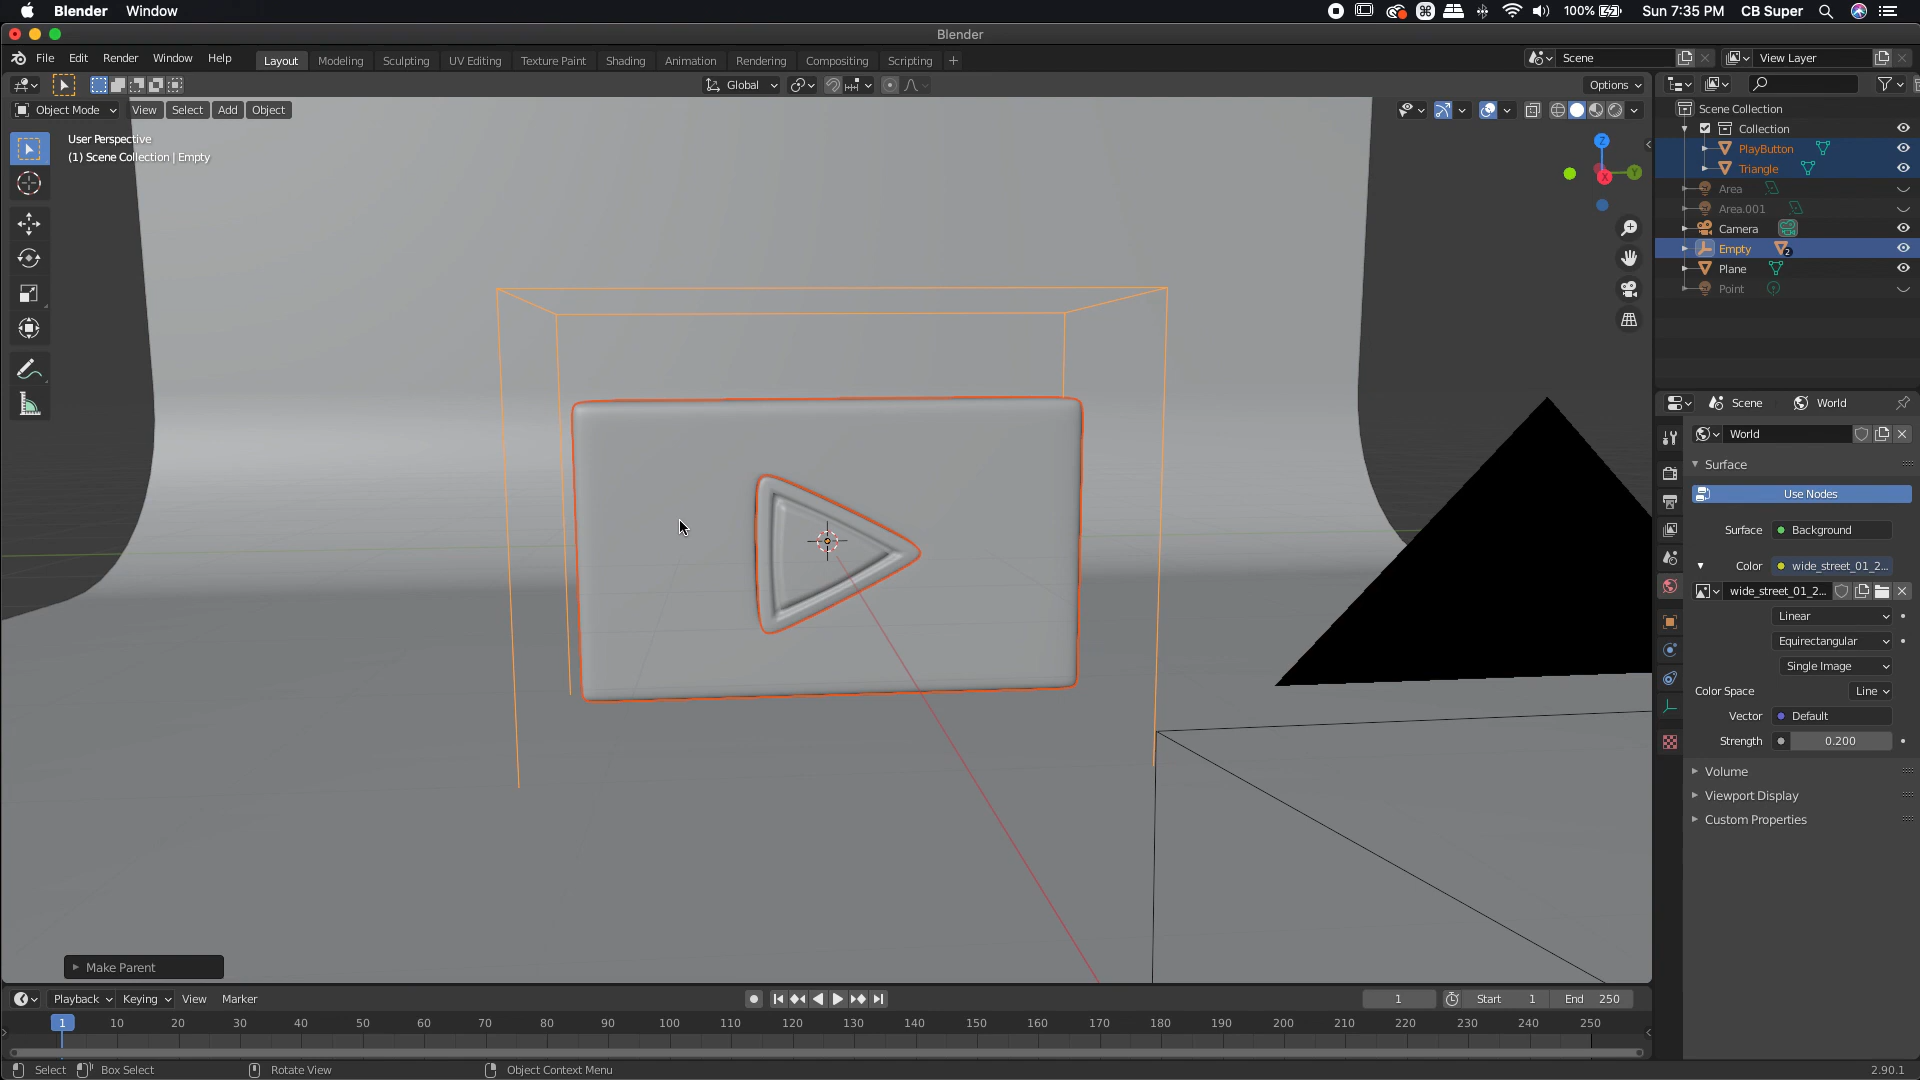 Blender Window 100% Sun 7:35 PM CB Super
Blender
File Edit Render Window Help Layout Modeling Sculpting UV Editing Texture Paint Shading Animation Rendering Compositing Scripting + Scene View Layer
Global Options
Object Mode View Select Add Object
User Perspective
(1) Scene Collection | Empty
Z
Y
X
Scene Collection
Collection
PlayButton
Triangle
Area
Area.001
Camera
Empty 2
Plane
Point
Scene World
World
Surface
Use Nodes
Surface Background
Color wide_street_01_2...
wide_street_01_2...
Linear
Equirectangular
Single Image
Color Space Line
Vector Default
Strength 0.200
Volume
Viewport Display
Custom Properties
Make Parent
Playback Keying View Marker 1 Start 1 End 250
1 10 20 30 40 50 60 70 80 90 100 110 120 130 140 150 160 170 180 190 200 210 220 230 240 250
Select Box Select Rotate View Object Context Menu 2.90.1